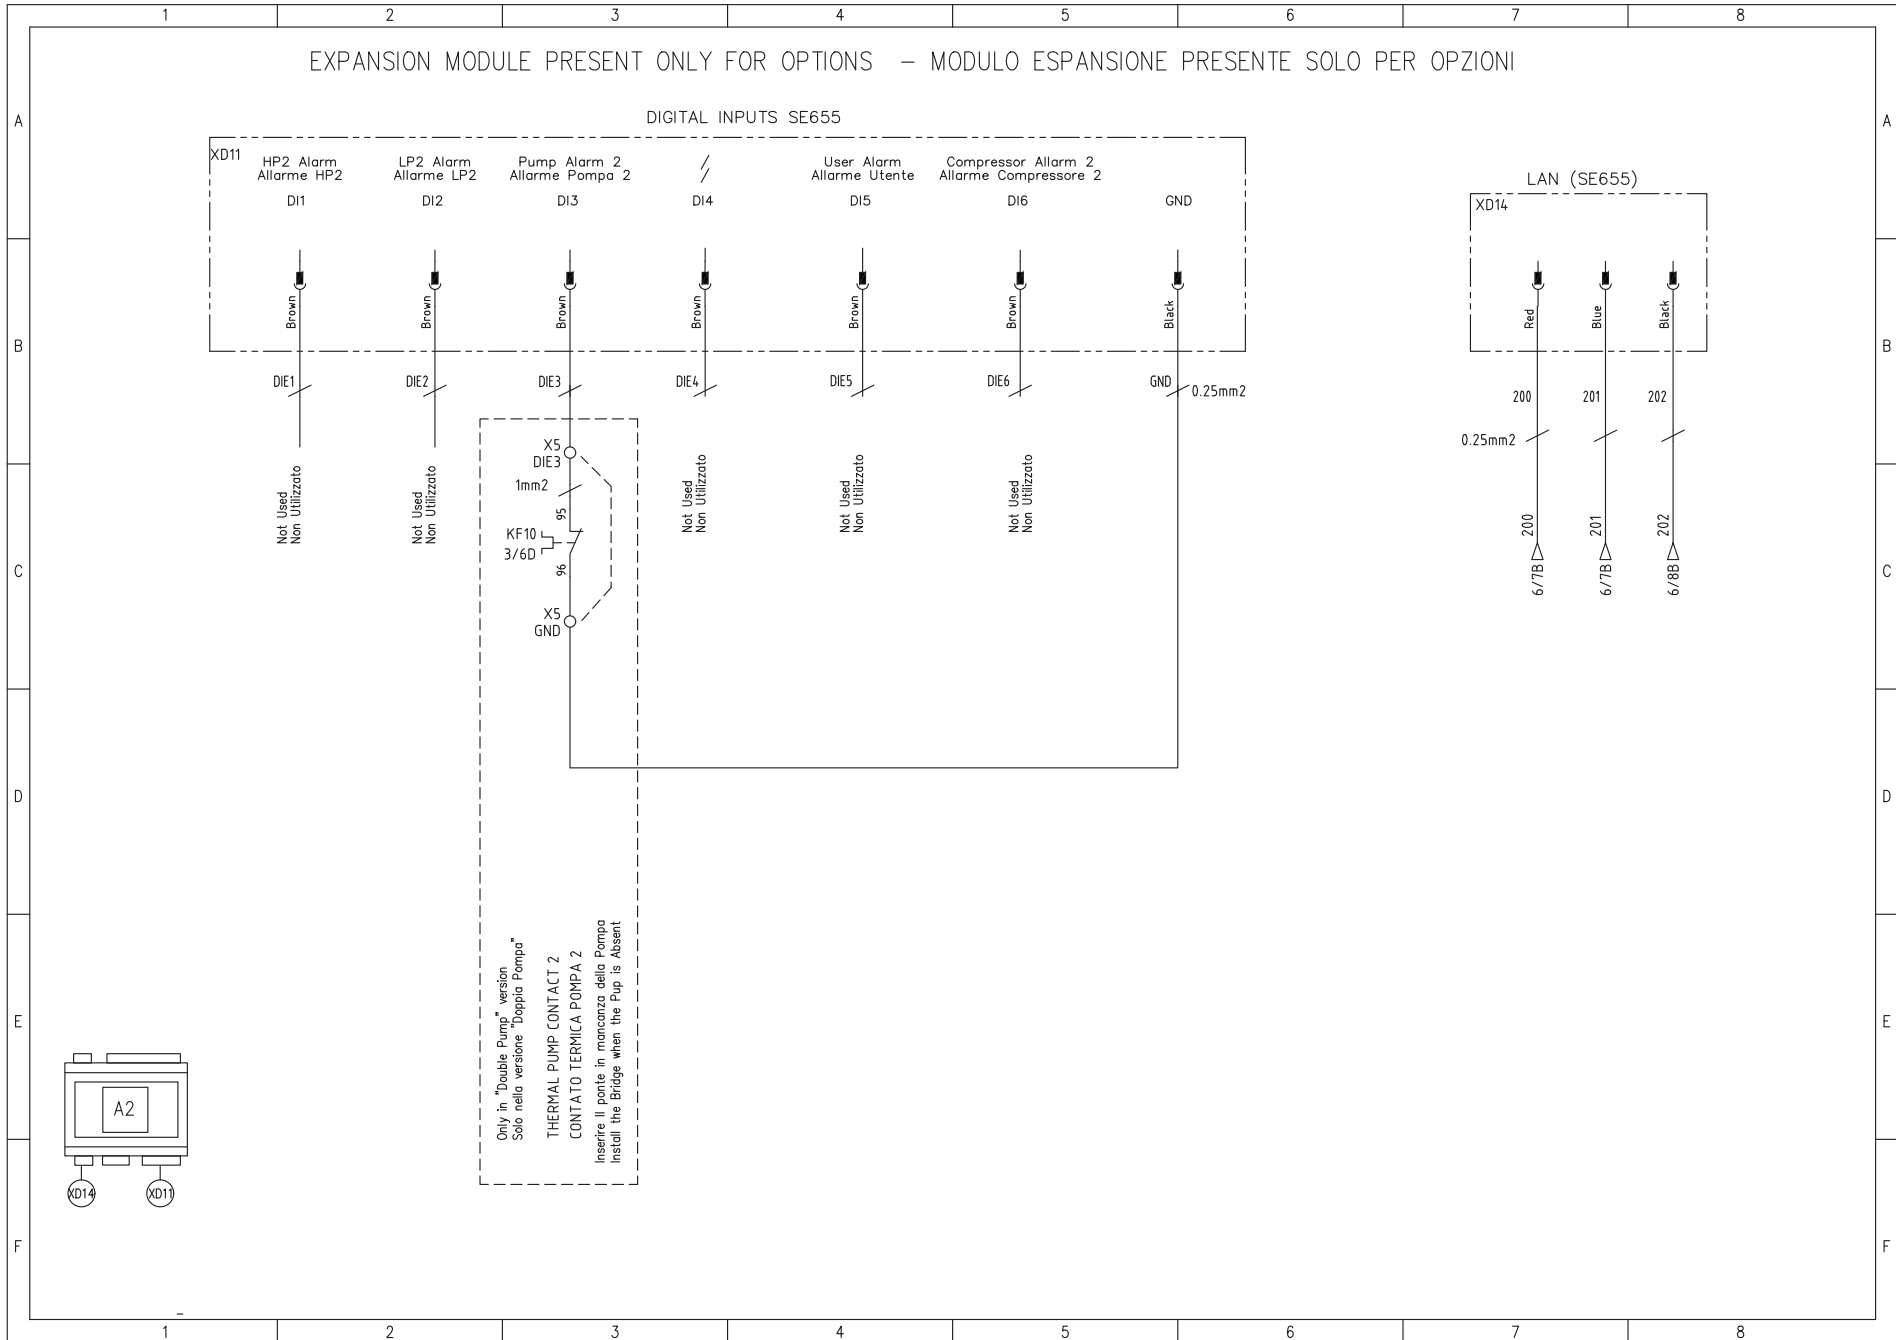 1 2 3 4 5 6 7 8
EXPANSION MODULE PRESENT ONLY FOR OPTIONS – MODULO ESPANSIONE PRESENTE SOLO PER OPZIONI
A A
DIGITAL INPUTS SE655
XD11
HP2 Alarm
Allarme HP2
DI1
LP2 Alarm
Allarme LP2
DI2
Pump Alarm 2
Allarme Pompa 2
DI3
/
/
DI4
User Alarm
Allarme Utente
DI5
Compressor Allarm 2
Allarme Compressore 2
DI6
GND
LAN (SE655)
XD14
Brown
Brown
Brown
Brown
Brown
Brown
Black
Red
Blue
Black
B B
DIE1
DIE2
DIE3
DIE4
DIE5
DIE6
GND
0.25mm2
200
201
202
0.25mm2
Not Used
Non Utilizzato
Not Used
Non Utilizzato
X5
DIE3
1mm2
95
KF10
3/6D
96
X5
GND
Not Used
Non Utilizzato
Not Used
Non Utilizzato
Not Used
Non Utilizzato
200
6/7B
201
6/7B
202
6/8B
C C
D D
Only in "Double Pump" version
Solo nella versione "Doppia Pompa"
THERMAL PUMP CONTACT 2
CONTATO TERMICA POMPA 2
Inserire Il ponte in mancanza della Pompa
Install the Bridge when the Pup is Absent
E E
A2
XD14
XD11
F F
–
1 2 3 4 5 6 7 8